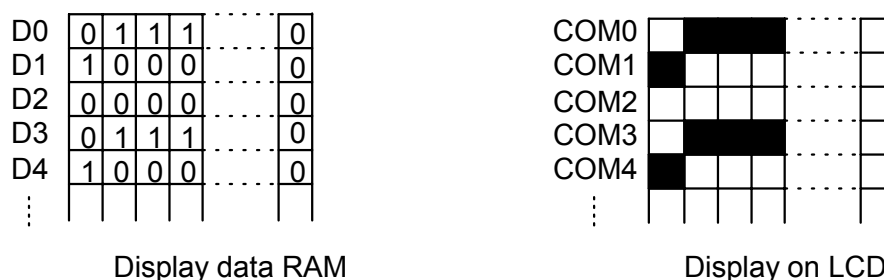 D0 0 1 1 1 0
D1 1 0 0 0 0
D2 0 0 0 0 0
D3 0 1 1 1 0
D4 1 0 0 0 0
Display data RAM
COM0
COM1
COM2
COM3
COM4
Display on LCD